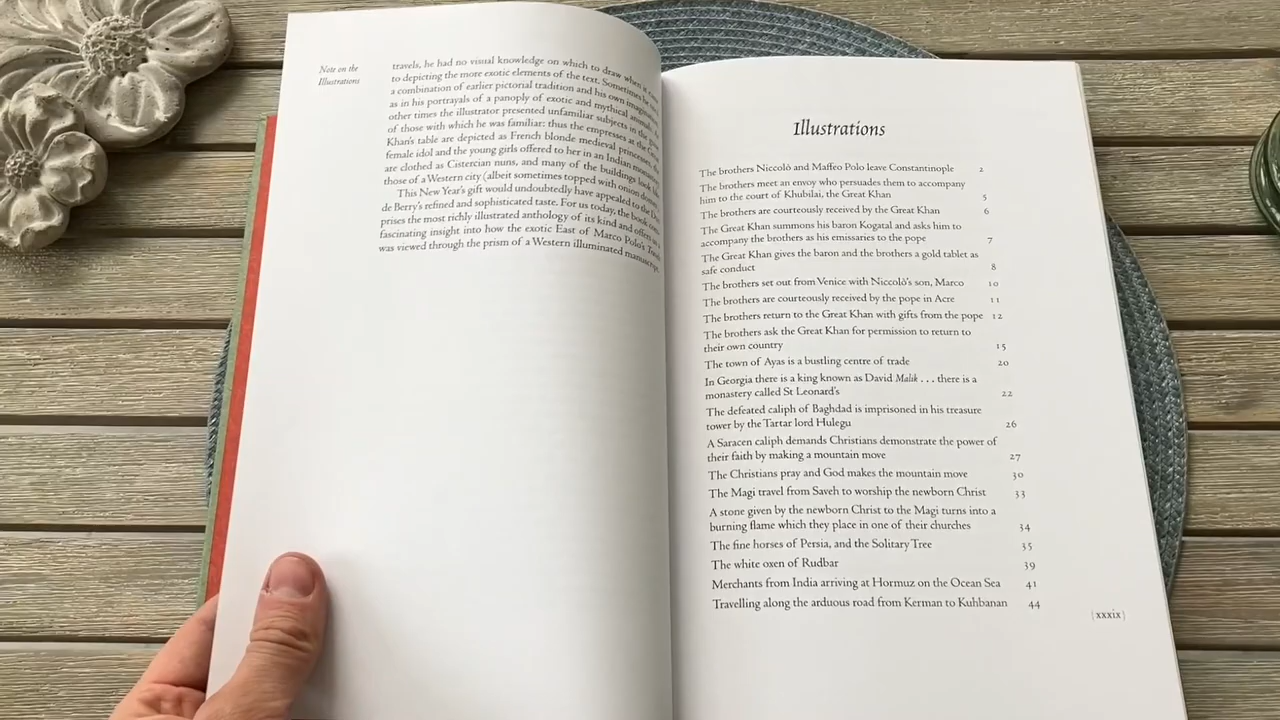 Note on the
Illustrations
travels, he had no visual knowledge on which to draw when it came
to depicting the more exotic elements of the text. Sometimes he used
a combination of earlier pictorial tradition and his own imagination,
as in his portrayals of a panoply of exotic and mythical animals. At
other times the illustrator presented unfamiliar subjects in the guise
of those with which he was familiar: thus the empresses at the Great
Khan's table are depicted as French blonde medieval princesses, the
female idol and the young girls offered to her in an Indian monastery
are clothed as Cistercian nuns, and many of the buildings look like
those of a Western city (albeit sometimes topped with onion domes).
This New Year's gift would undoubtedly have appealed to the Duc
de Berry's refined and sophisticated taste. For us today, the book com-
prises the most richly illustrated anthology of its kind and offers us a
fascinating insight into how the exotic East of Marco Polo's Travels
was viewed through the prism of a Western illuminated manuscript.
Illustrations
The brothers Niccolò and Maffeo Polo leave Constantinople 2
The brothers meet an envoy who persuades them to accompany
him to the court of Khubilai, the Great Khan 5
The brothers are courteously received by the Great Khan 6
The Great Khan summons his baron Kogatal and asks him to
accompany the brothers as his emissaries to the pope 7
The Great Khan gives the baron and the brothers a gold tablet as
safe conduct 8
The brothers set out from Venice with Niccolò's son, Marco 10
The brothers are courteously received by the pope in Acre 11
The brothers return to the Great Khan with gifts from the pope 12
The brothers ask the Great Khan for permission to return to
their own country 15
The town of Ayas is a bustling centre of trade 20
In Georgia there is a king known as David Malik . . . there is a
monastery called St Leonard's 22
The defeated caliph of Baghdad is imprisoned in his treasure
tower by the Tartar lord Hulegu 26
A Saracen caliph demands Christians demonstrate the power of
their faith by making a mountain move 27
The Christians pray and God makes the mountain move 30
The Magi travel from Saveh to worship the newborn Christ 33
A stone given by the newborn Christ to the Magi turns into a
burning flame which they place in one of their churches 34
The fine horses of Persia, and the Solitary Tree 35
The white oxen of Rudbar 39
Merchants from India arriving at Hormuz on the Ocean Sea 41
Travelling along the arduous road from Kerman to Kuhbanan 44
[xxxix]